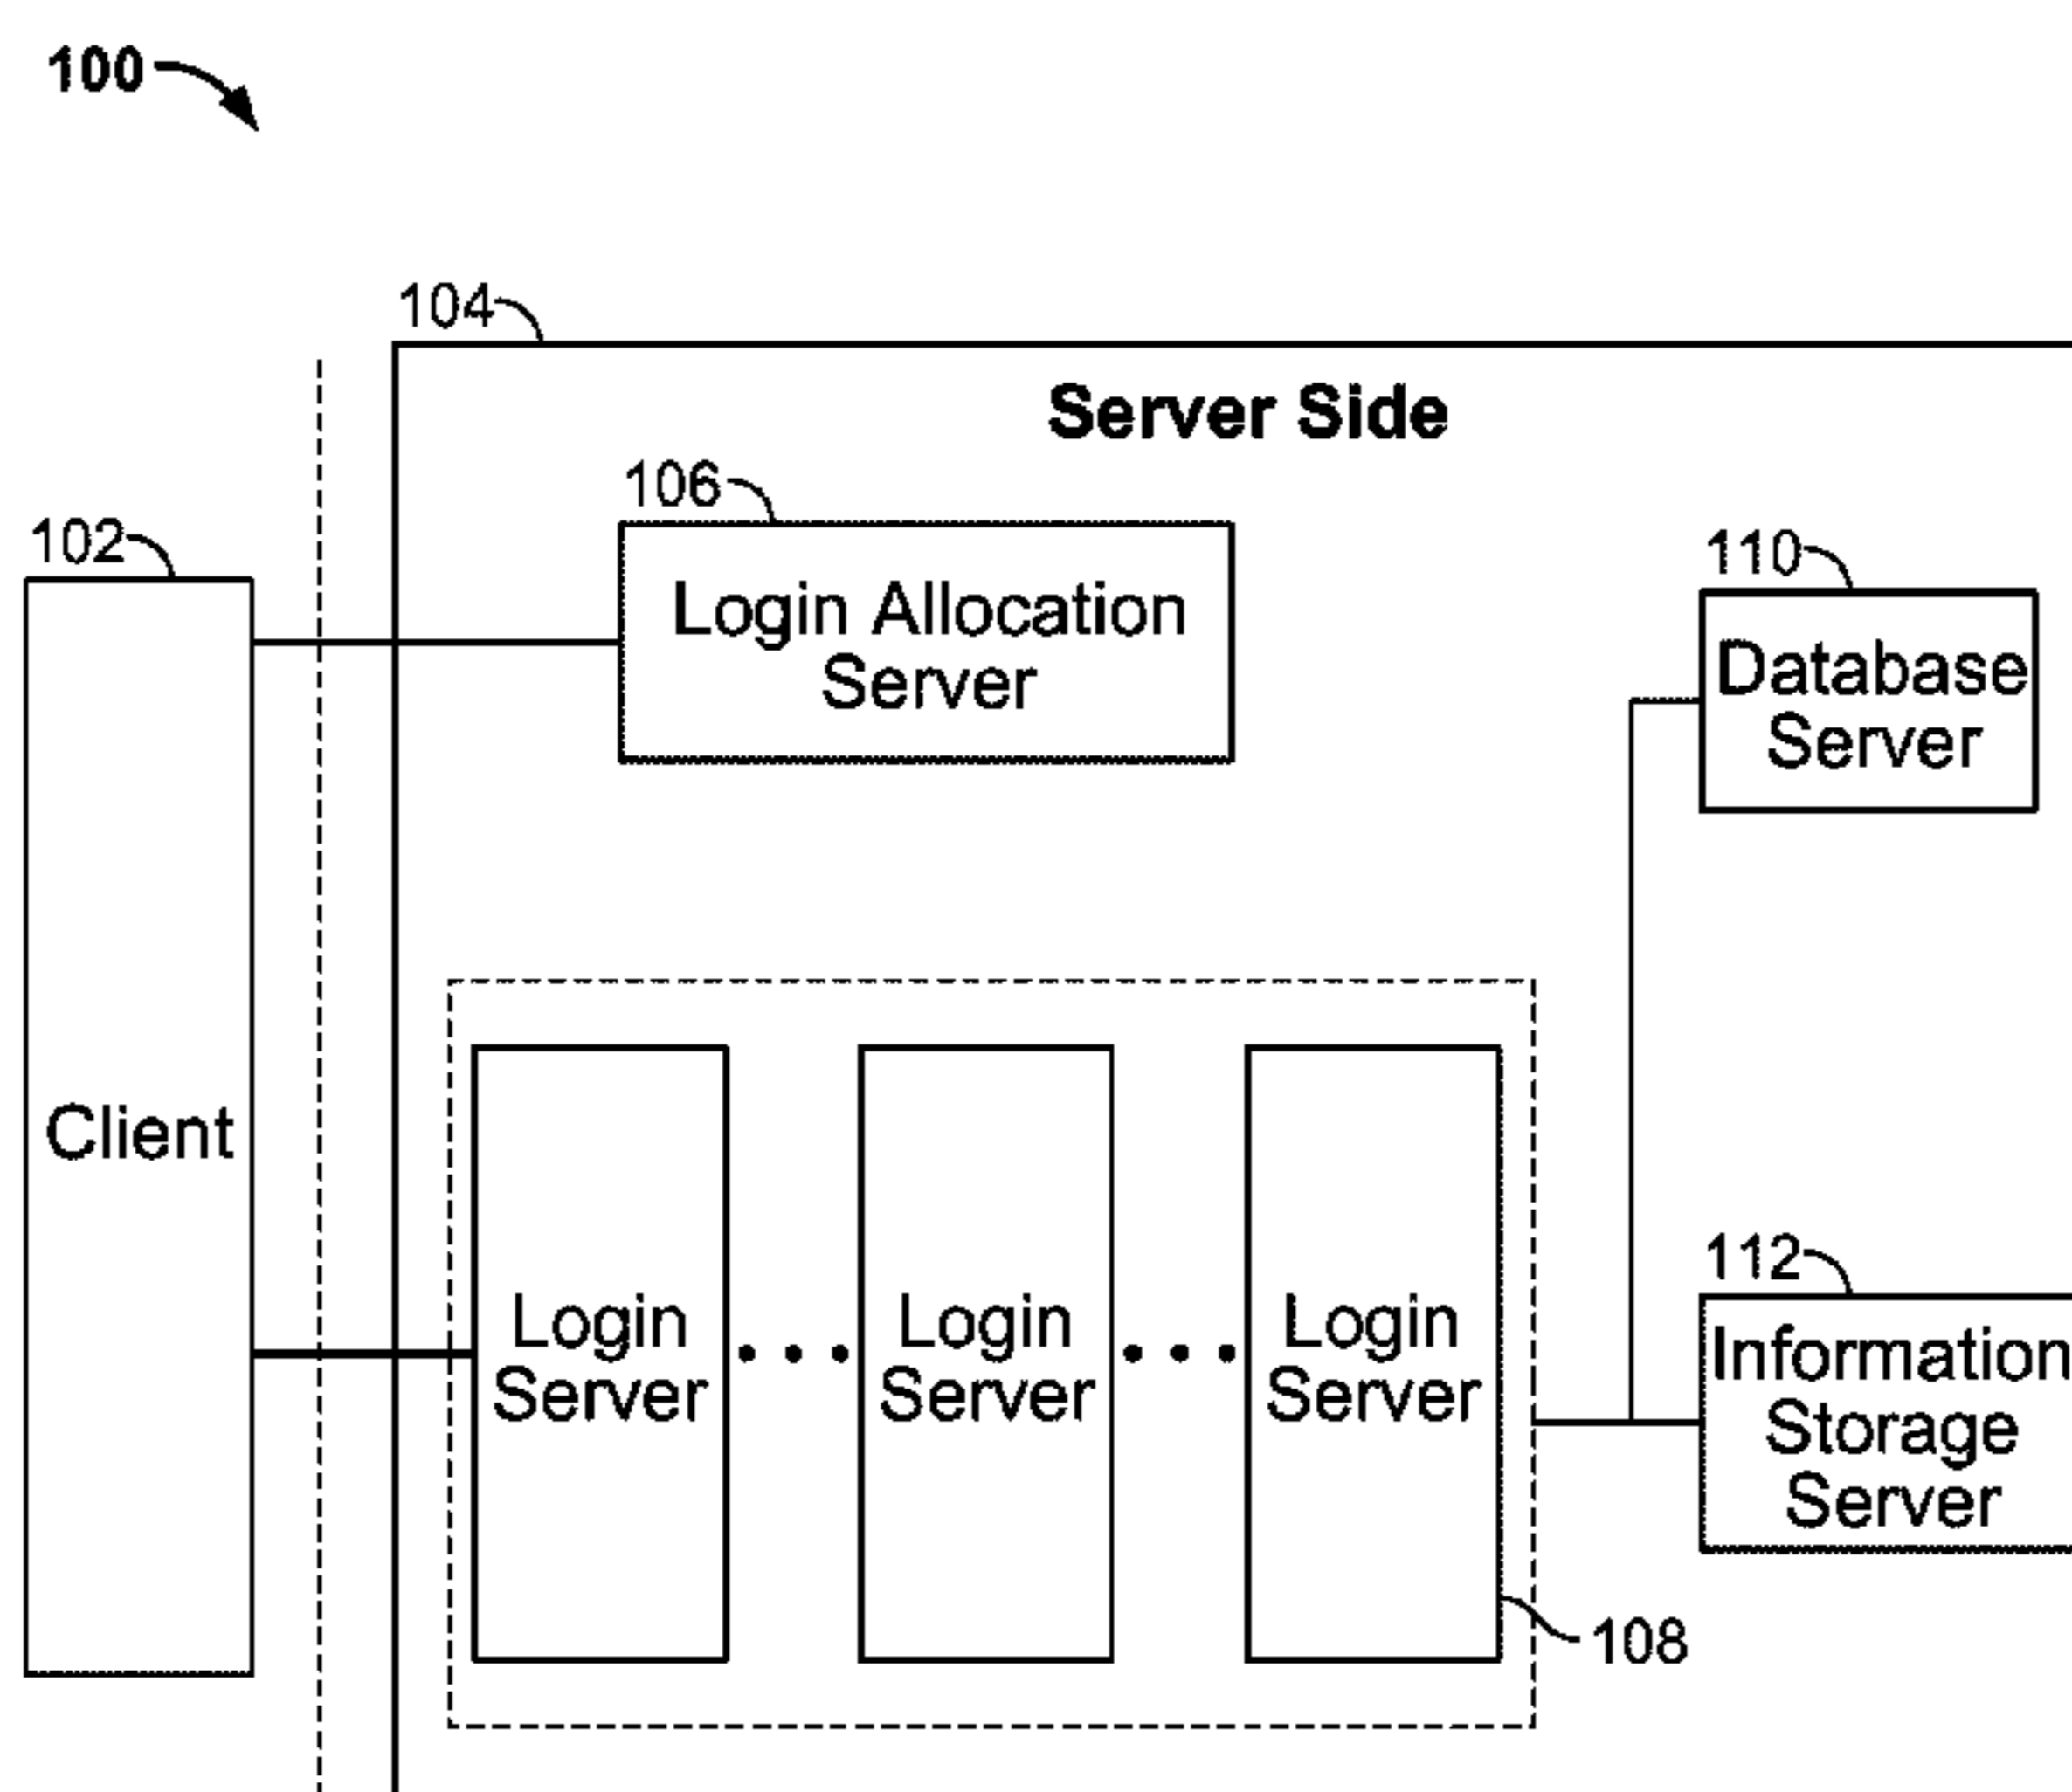 100
104
Server Side
106
102
Login Allocation
Server
110
Database
Server
Client
Login
Server
Login
Server
Login
Server
112
Information
Storage
Server
108